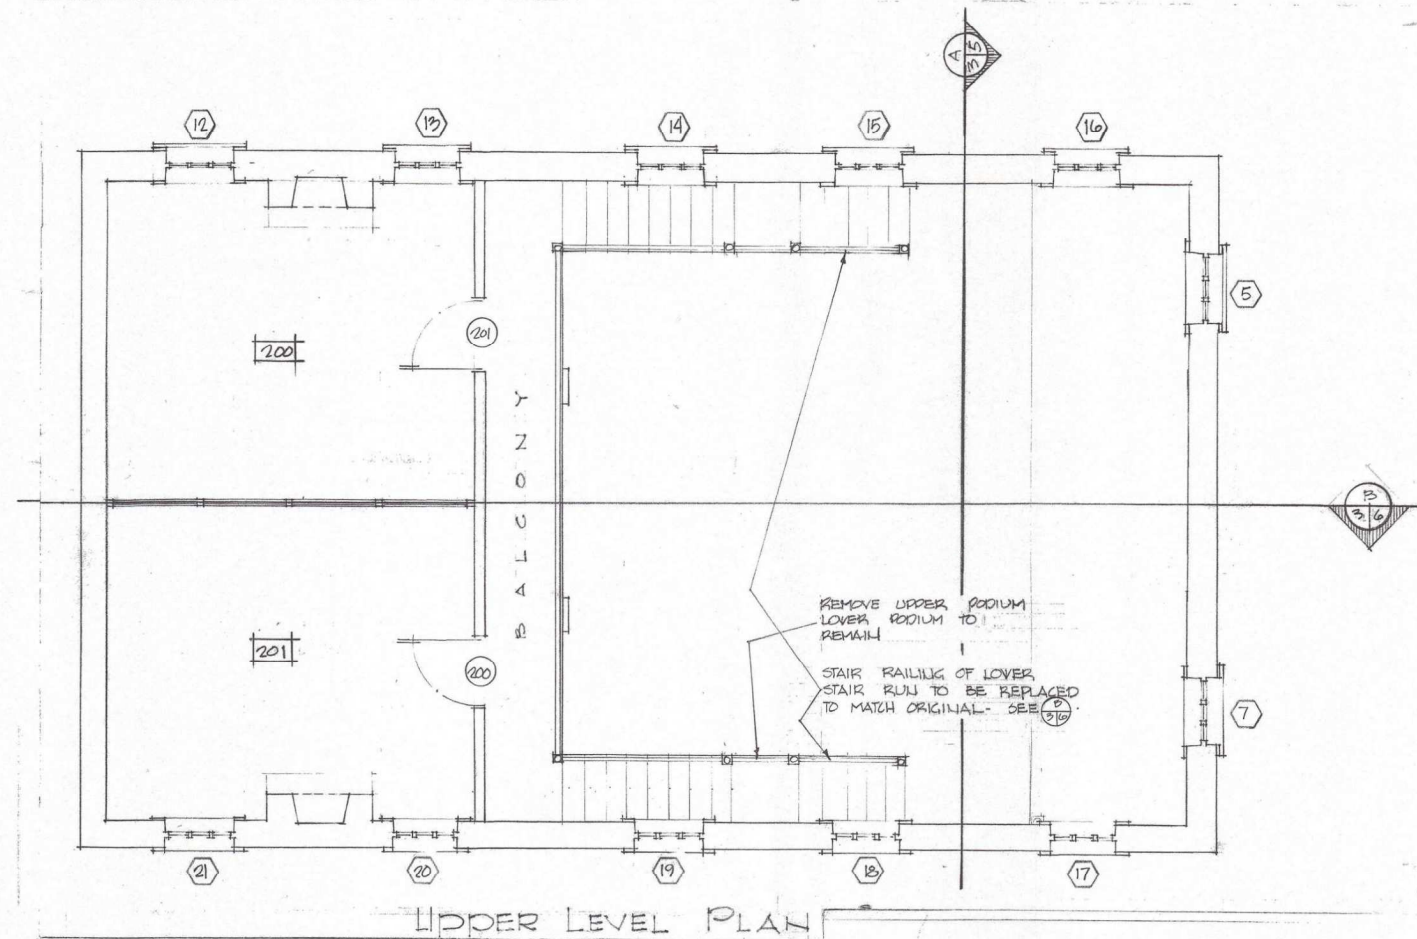 A
3 5
12
13
14
15
16
5
201
200
BALCONY
B
3 6
REMOVE UPPER PODIUM
LOWER PODIUM TO
REMAIN
201
200
STAIR RAILING OF LOWER
STAIR RUN TO BE REPLACED
TO MATCH ORIGINAL - SEE B
3 6
7
21
20
19
18
17
UPPER LEVEL PLAN